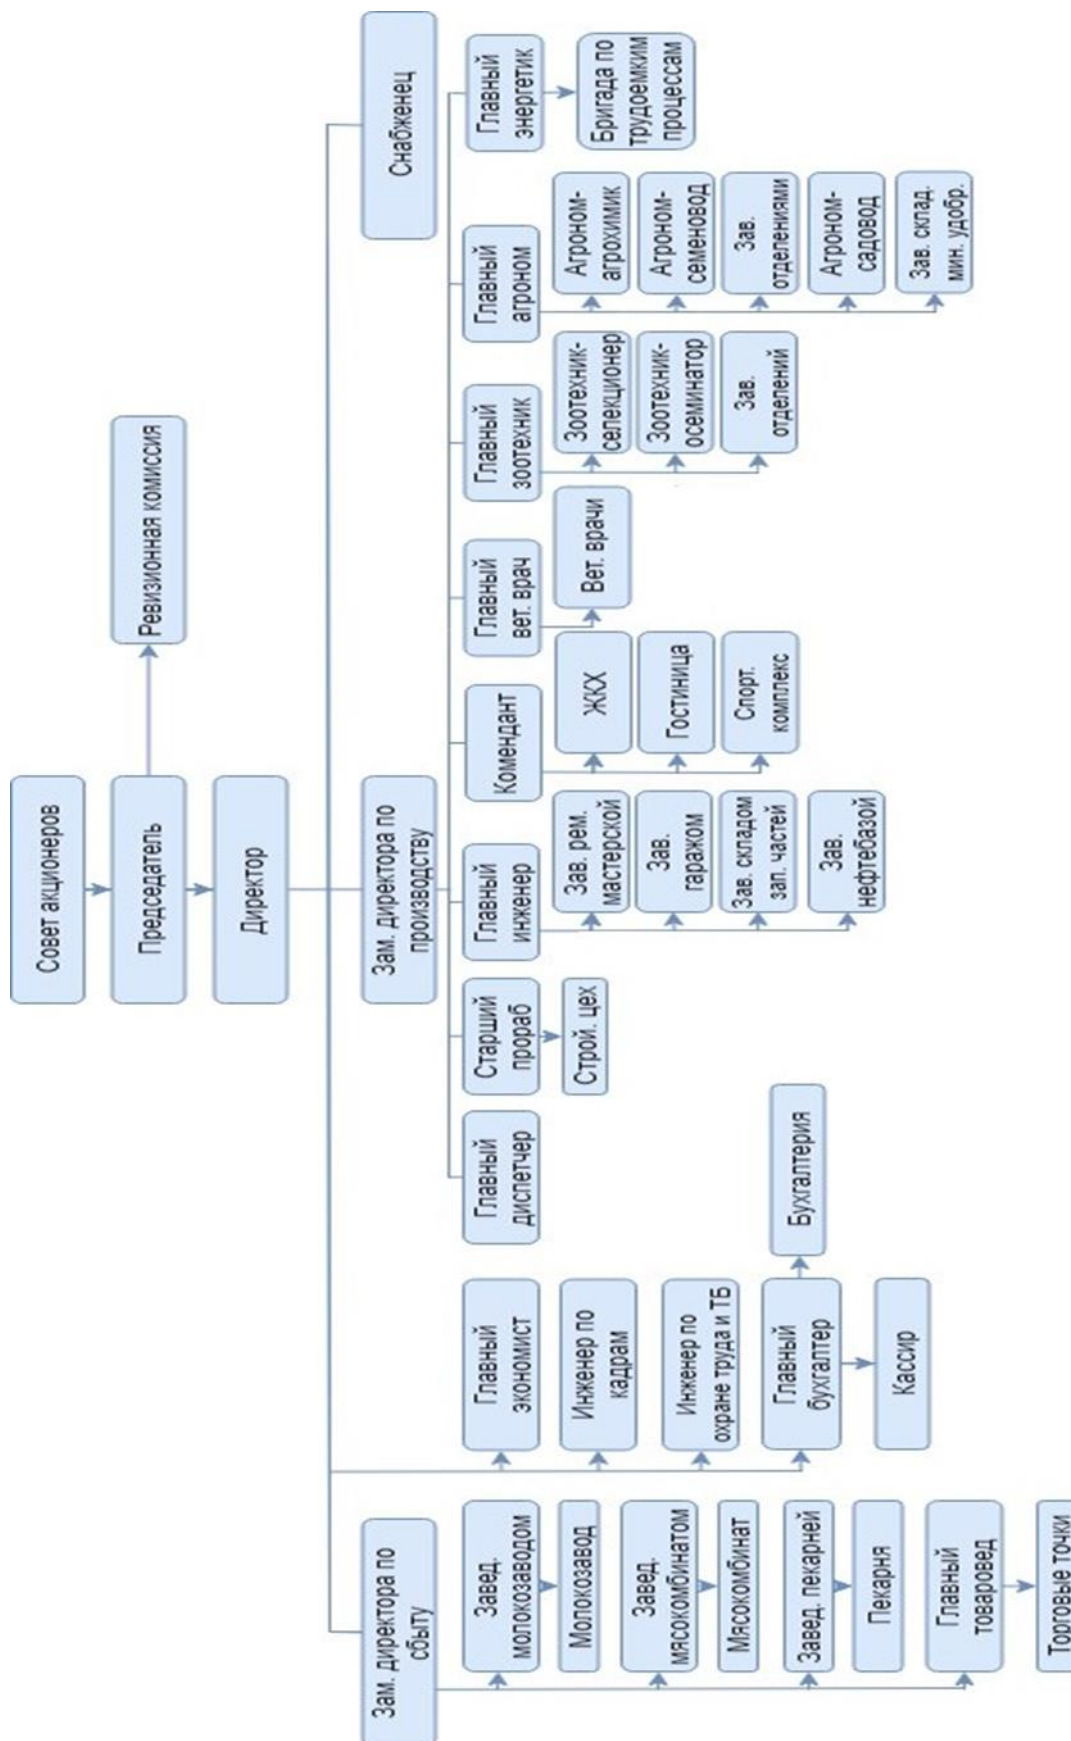 Совет акционеров
Председатель
Ревизионная комиссия
Директор
Зам. директора по
сбыту
Зам. директора по
производству
Снабженец
Завед.
молокозаводом
Молокозавод
Завед.
мясокомбинатом
Мясокомбинат
Завед. пекарней
Пекарня
Главный
товаровед
Торговые точки
Главный
экономист
Инженер по
кадрам
Инженер по
охране труда и ТБ
Главный
бухгалтер
Бухгалтерия
Кассир
Главный
диспетчер
Старший
прораб
Строй. цех
Главный
инженер
Зав. рем.
мастерской
Зав.
гаражом
Зав. складом
зап. частей
Зав.
нефтебазой
Комендант
ЖКХ
Гостиница
Спорт.
комплекс
Главный
вет. врач
Вет. врачи
Главный
зоотехник
Зоотехник-
селекционер
Зоотехник-
осеминатор
Зав.
отделений
Главный
агроном
Агроном-
агрохимик
Агроном-
семеновод
Зав.
отделениями
Агроном-
садовод
Зав. склад.
мин. удобр.
Главный
энергетик
Бригада по
трудоемким
процессам